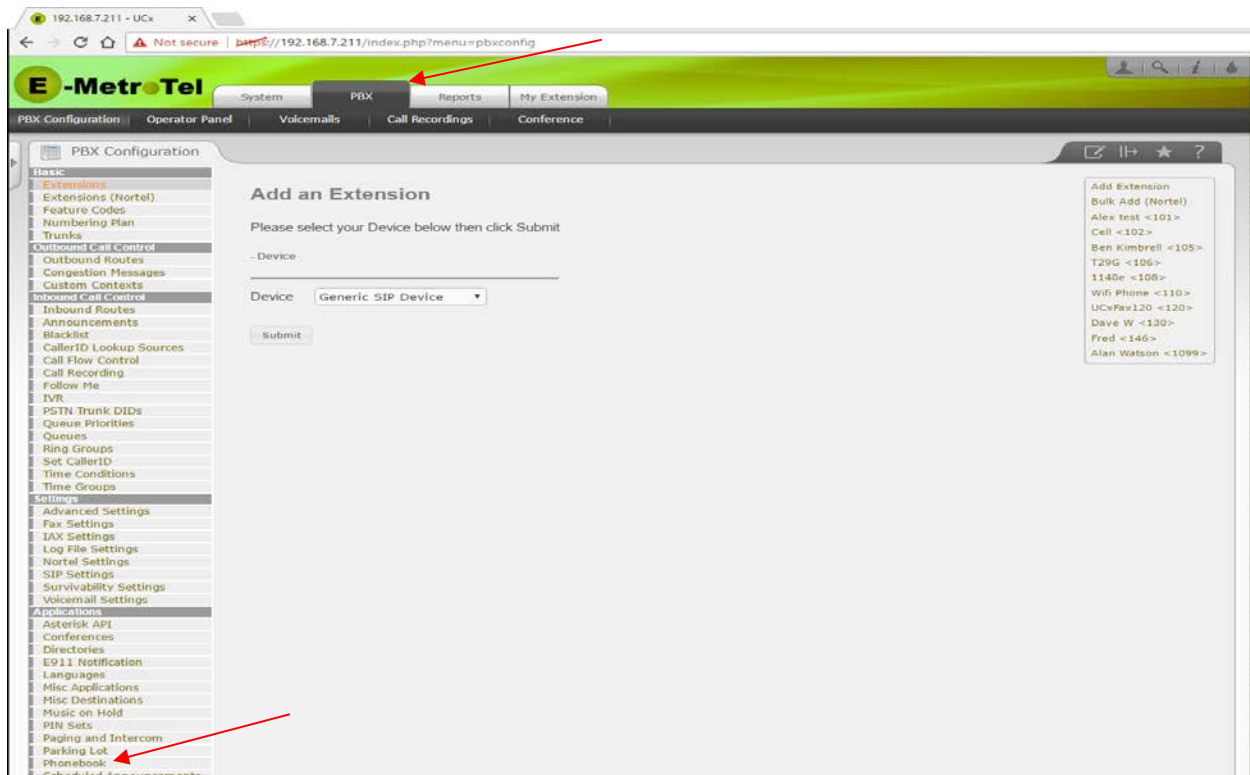 192.168.7.211 - UCx ×
Not secure | https://192.168.7.211/index.php?menu=pbxconfig
E-MetroTel
System PBX Reports My Extension
PBX Configuration Operator Panel Voicemails Call Recordings Conference
PBX Configuration
Basic
Extensions
Extensions (Nortel)
Feature Codes
Numbering Plan
Trunks
Outbound Call Control
Outbound Routes
Congestion Messages
Custom Contexts
Inbound Call Control
Inbound Routes
Announcements
Blacklist
CallerID Lookup Sources
Call Flow Control
Call Recording
Follow Me
IVR
PSTN Trunk DIDs
Queue Priorities
Queues
Ring Groups
Set CallerID
Time Conditions
Time Groups
Settings
Advanced Settings
Fax Settings
IAX Settings
Log File Settings
Nortel Settings
SIP Settings
Survivability Settings
Voicemail Settings
Applications
Asterisk API
Conferences
Directories
E911 Notification
Languages
Misc Applications
Misc Destinations
Music on Hold
PIN Sets
Paging and Intercom
Parking Lot
Phonebook
Scheduled Announcements
Add an Extension
Please select your Device below then click Submit
- Device
Device Generic SIP Device
Submit
Add Extension
Bulk Add (Nortel)
Alex test <101>
Cell <102>
Ben Kimbrell <105>
T29G <106>
1140e <108>
Wifi Phone <110>
UCxFax120 <120>
Dave W <130>
Fred <146>
Alan Watson <1099>